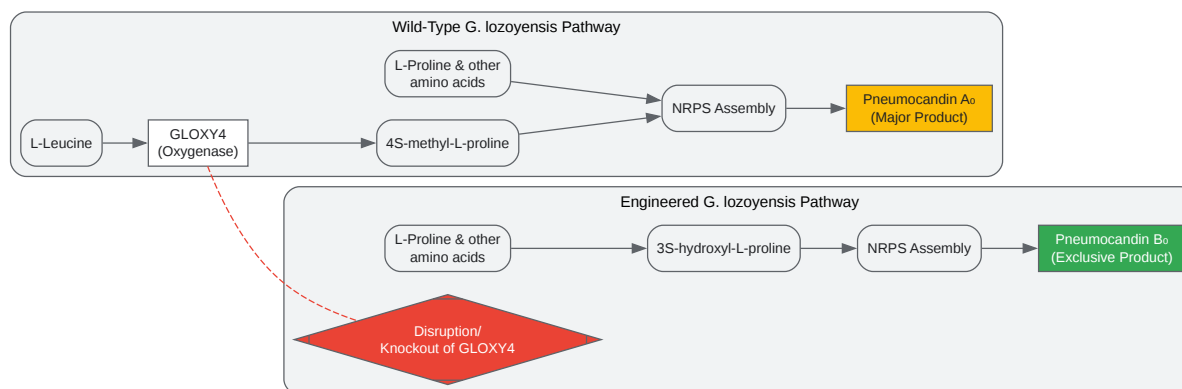 Wild-Type G. lozoyensis Pathway
L-Proline & other
amino acids
L-Leucine
GLOXY4
(Oxygenase)
4S-methyl-L-proline
NRPS Assembly
Pneumocandin A₀
(Major Product)
Engineered G. lozoyensis Pathway
L-Proline & other
amino acids
3S-hydroxyl-L-proline
NRPS Assembly
Pneumocandin B₀
(Exclusive Product)
Disruption/
Knockout of GLOXY4